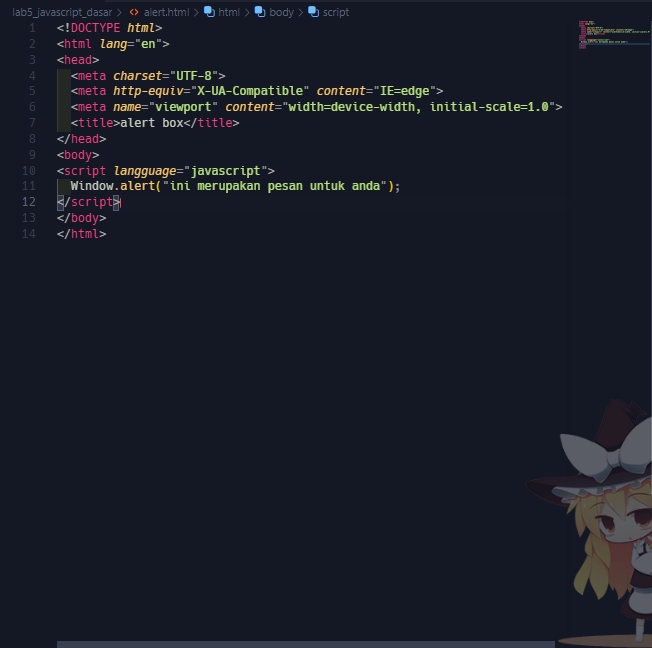 lab5_javascript_dasar > <> alert.html > html > body > script
1 <!DOCTYPE html>
2 <html lang="en">
3 <head>
4 <meta charset="UTF-8">
5 <meta http-equiv="X-UA-Compatible" content="IE=edge">
6 <meta name="viewport" content="width=device-width, initial-scale=1.0">
7 <title>alert box</title>
8 </head>
9 <body>
10 <script langguage="javascript">
11 Window.alert("ini merupakan pesan untuk anda");
12 </script>
13 </body>
14 </html>